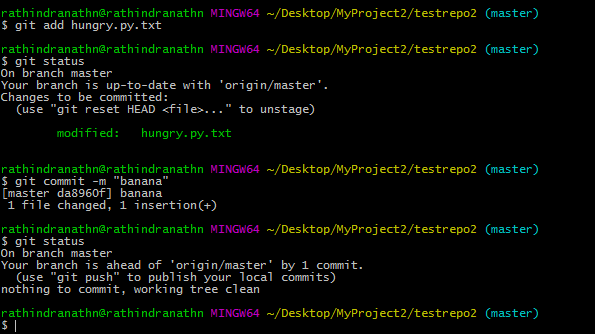 rathindranathn@rathindranathn MINGW64 ~/Desktop/MyProject2/testrepo2 (master)
$ git add hungry.py.txt
rathindranathn@rathindranathn MINGW64 ~/Desktop/MyProject2/testrepo2 (master)
$ git status
On branch master
Your branch is up-to-date with 'origin/master'.
Changes to be committed:
  (use "git reset HEAD <file>..." to unstage)
        modified:   hungry.py.txt
rathindranathn@rathindranathn MINGW64 ~/Desktop/MyProject2/testrepo2 (master)
$ git commit -m "banana"
[master da8960f] banana
 1 file changed, 1 insertion(+)
rathindranathn@rathindranathn MINGW64 ~/Desktop/MyProject2/testrepo2 (master)
$ git status
On branch master
Your branch is ahead of 'origin/master' by 1 commit.
  (use "git push" to publish your local commits)
nothing to commit, working tree clean
rathindranathn@rathindranathn MINGW64 ~/Desktop/MyProject2/testrepo2 (master)
$